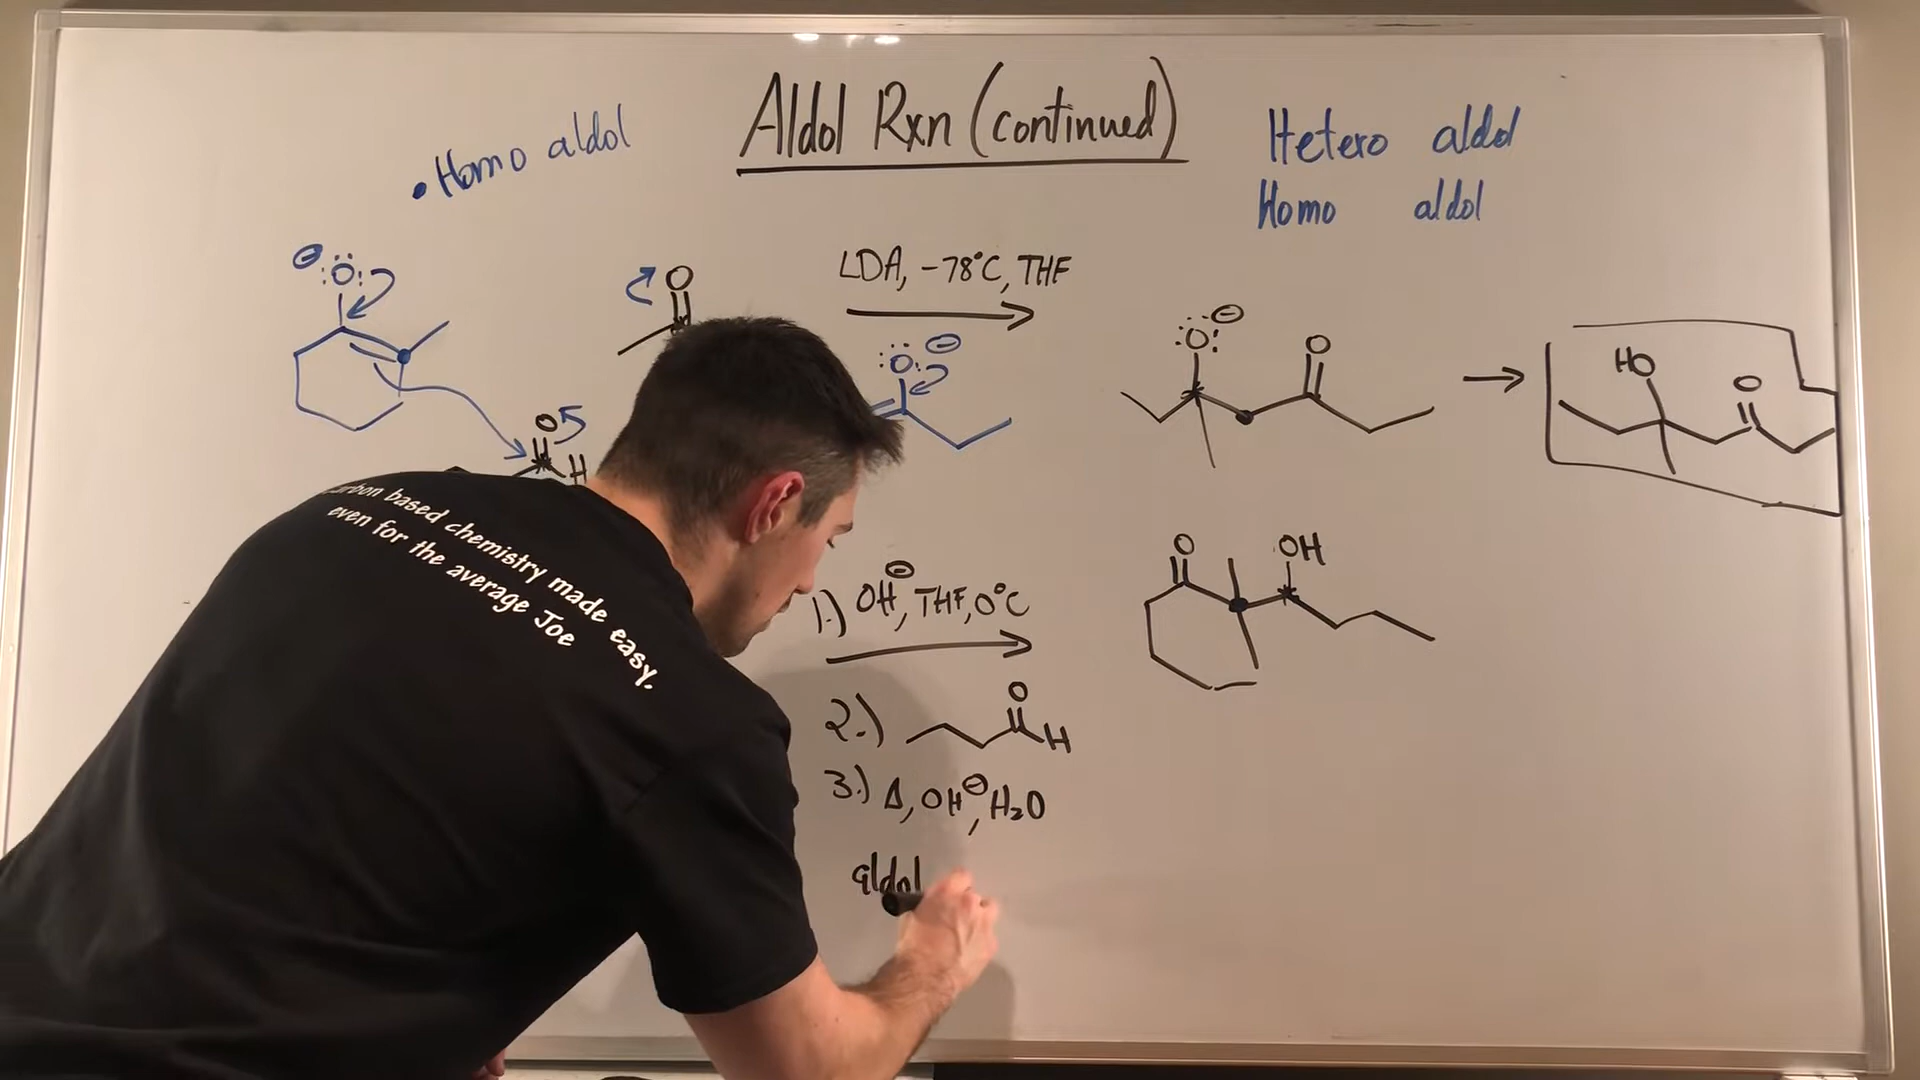 Aldol Rxn (continued)
• Homo aldol
Hetero aldol
Homo aldol
⊖
:Ö:
O
LDA, -78°C, THF
:Ö:⊖
:Ö:⊖
O
HO
O
O
H
Carbon based chemistry made easy.
even for the average Joe
1.) OH⊖, THF, 0°C
O
OH
2.)
O
H
3.) Δ, OH⊖, H₂O
aldol